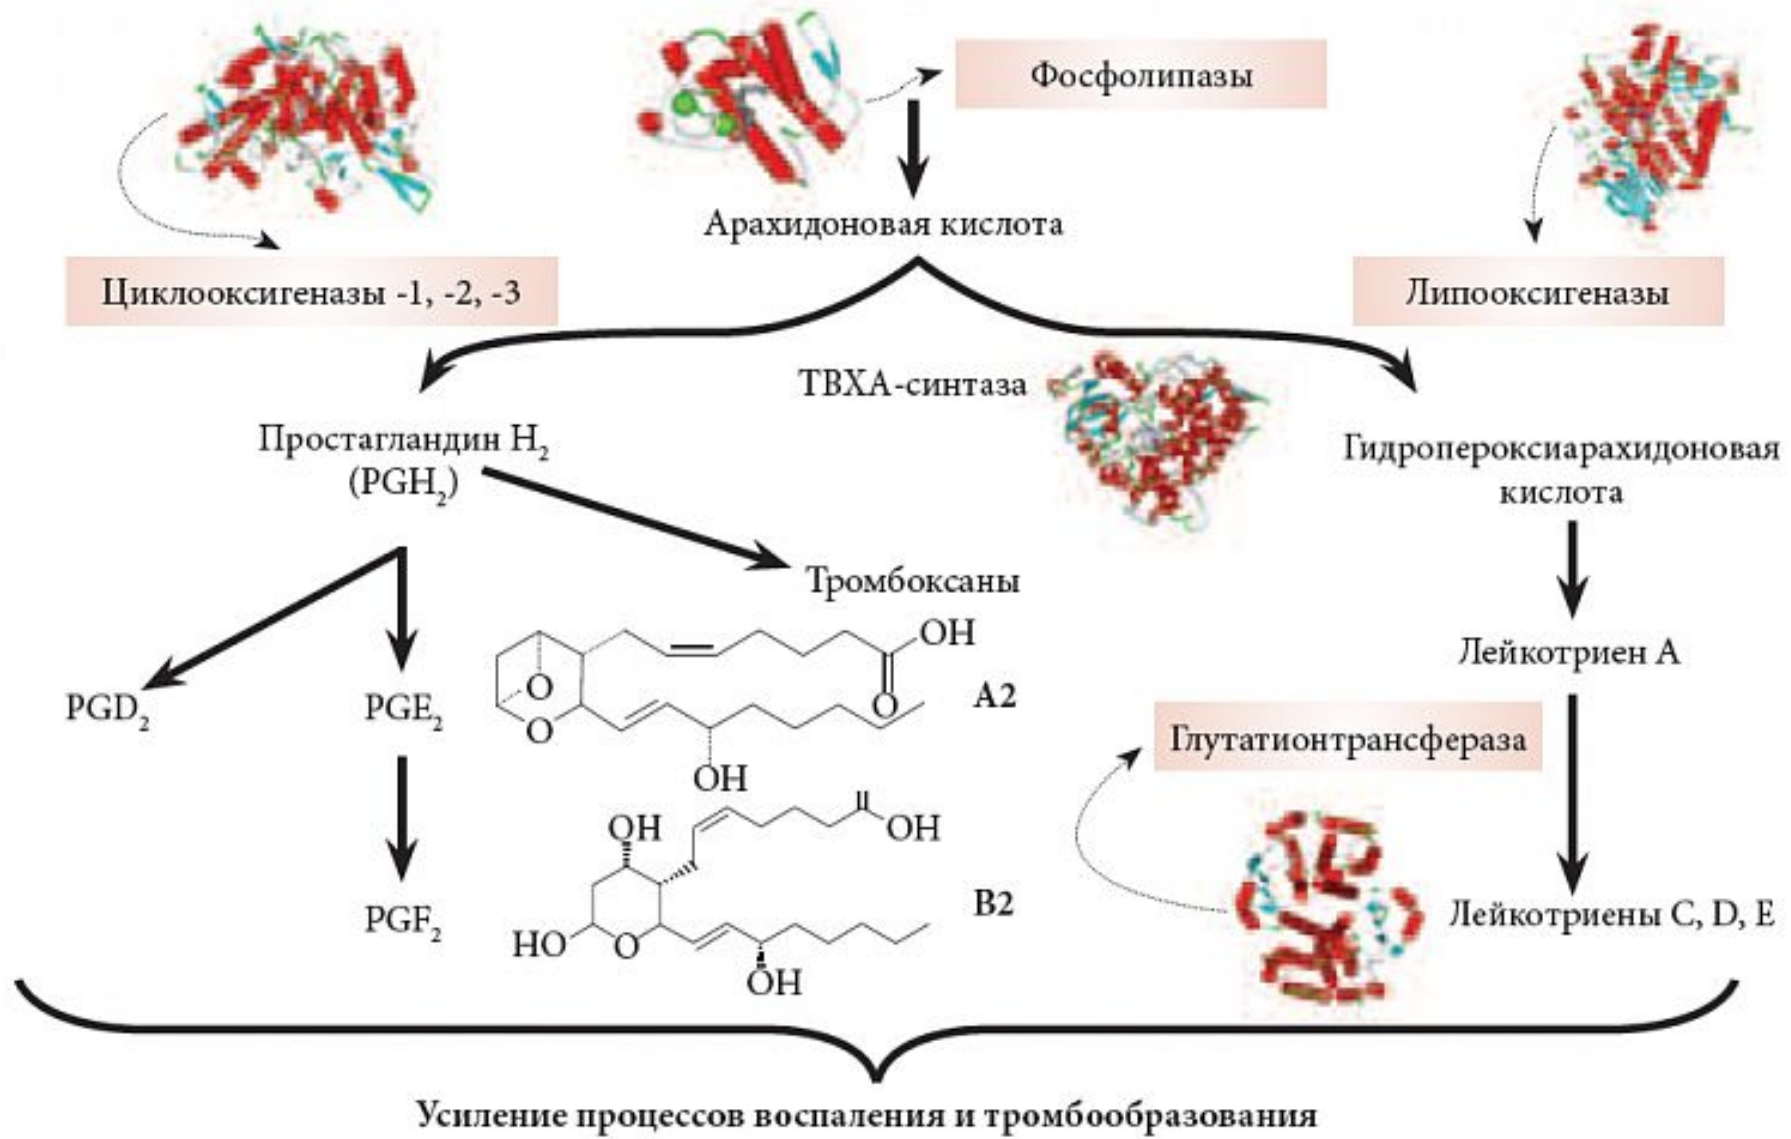 Фосфолипазы
Арахидоновая кислота
Циклооксигеназы -1, -2, -3
Липооксигеназы
ТВХА-синтаза
Простагландин H₂
(PGH₂)
Гидропероксиарахидоновая
кислота
Тромбоксаны
OH
O
O
O
OH
A2
Лейкотриен А
PGD₂
PGE₂
Глутатионтрансфераза
OH
OH
HO
O
OH
B2
PGF₂
Лейкотриены C, D, E
Усиление процессов воспаления и тромбообразования